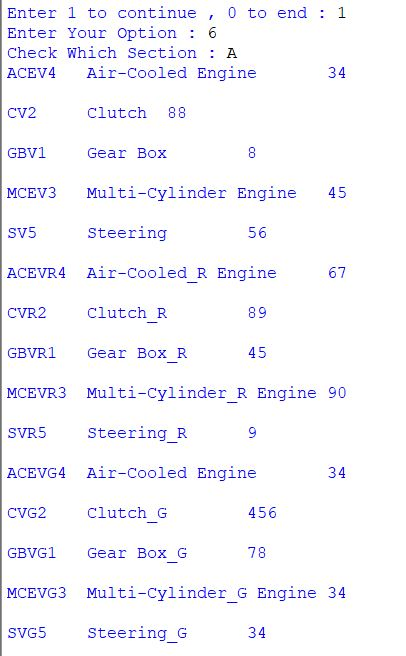 Enter 1 to continue , 0 to end : 1
Enter Your Option : 6
Check Which Section : A
ACEV4 Air-Cooled Engine 34
CV2 Clutch 88
GBV1 Gear Box 8
MCEV3 Multi-Cylinder Engine 45
SV5 Steering 56
ACEVR4 Air-Cooled_R Engine 67
CVR2 Clutch_R 89
GBVR1 Gear Box_R 45
MCEVR3 Multi-Cylinder_R Engine 90
SVR5 Steering_R 9
ACEVG4 Air-Cooled Engine 34
CVG2 Clutch_G 456
GBVG1 Gear Box_G 78
MCEVG3 Multi-Cylinder_G Engine 34
SVG5 Steering_G 34